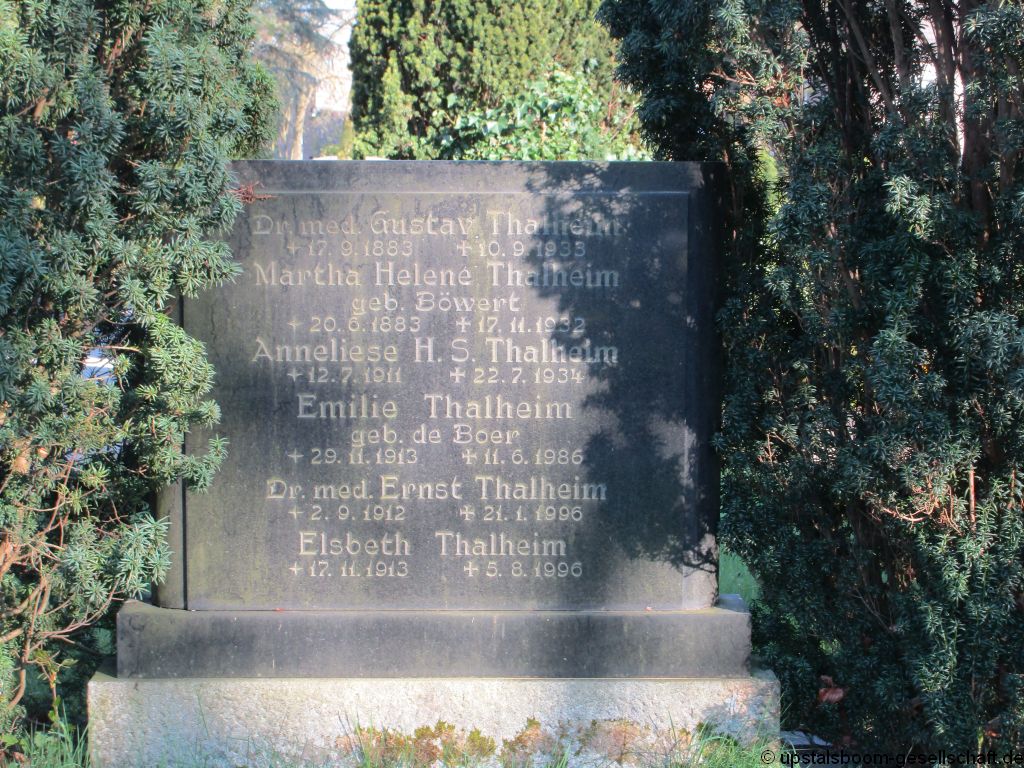 Dr. med. Gustav Thalheim
+ 17. 9. 1883 + 10. 9. 1933
Martha Helene Thalheim
geb. Böwert
+ 20. 6. 1883 + 17. 11. 1932
Anneliese H. S. Thalheim
+ 12. 7. 1911 + 22. 7. 1934
Emilie Thalheim
geb. de Boer
+ 29. 11. 1913 + 11. 6. 1986
Dr. med. Ernst Thalheim
+ 2. 9. 1912 + 21. 1. 1996
Elsbeth Thalheim
+ 17. 11. 1913 + 5. 8. 1996
© upstalsboom-gesellschaft.de